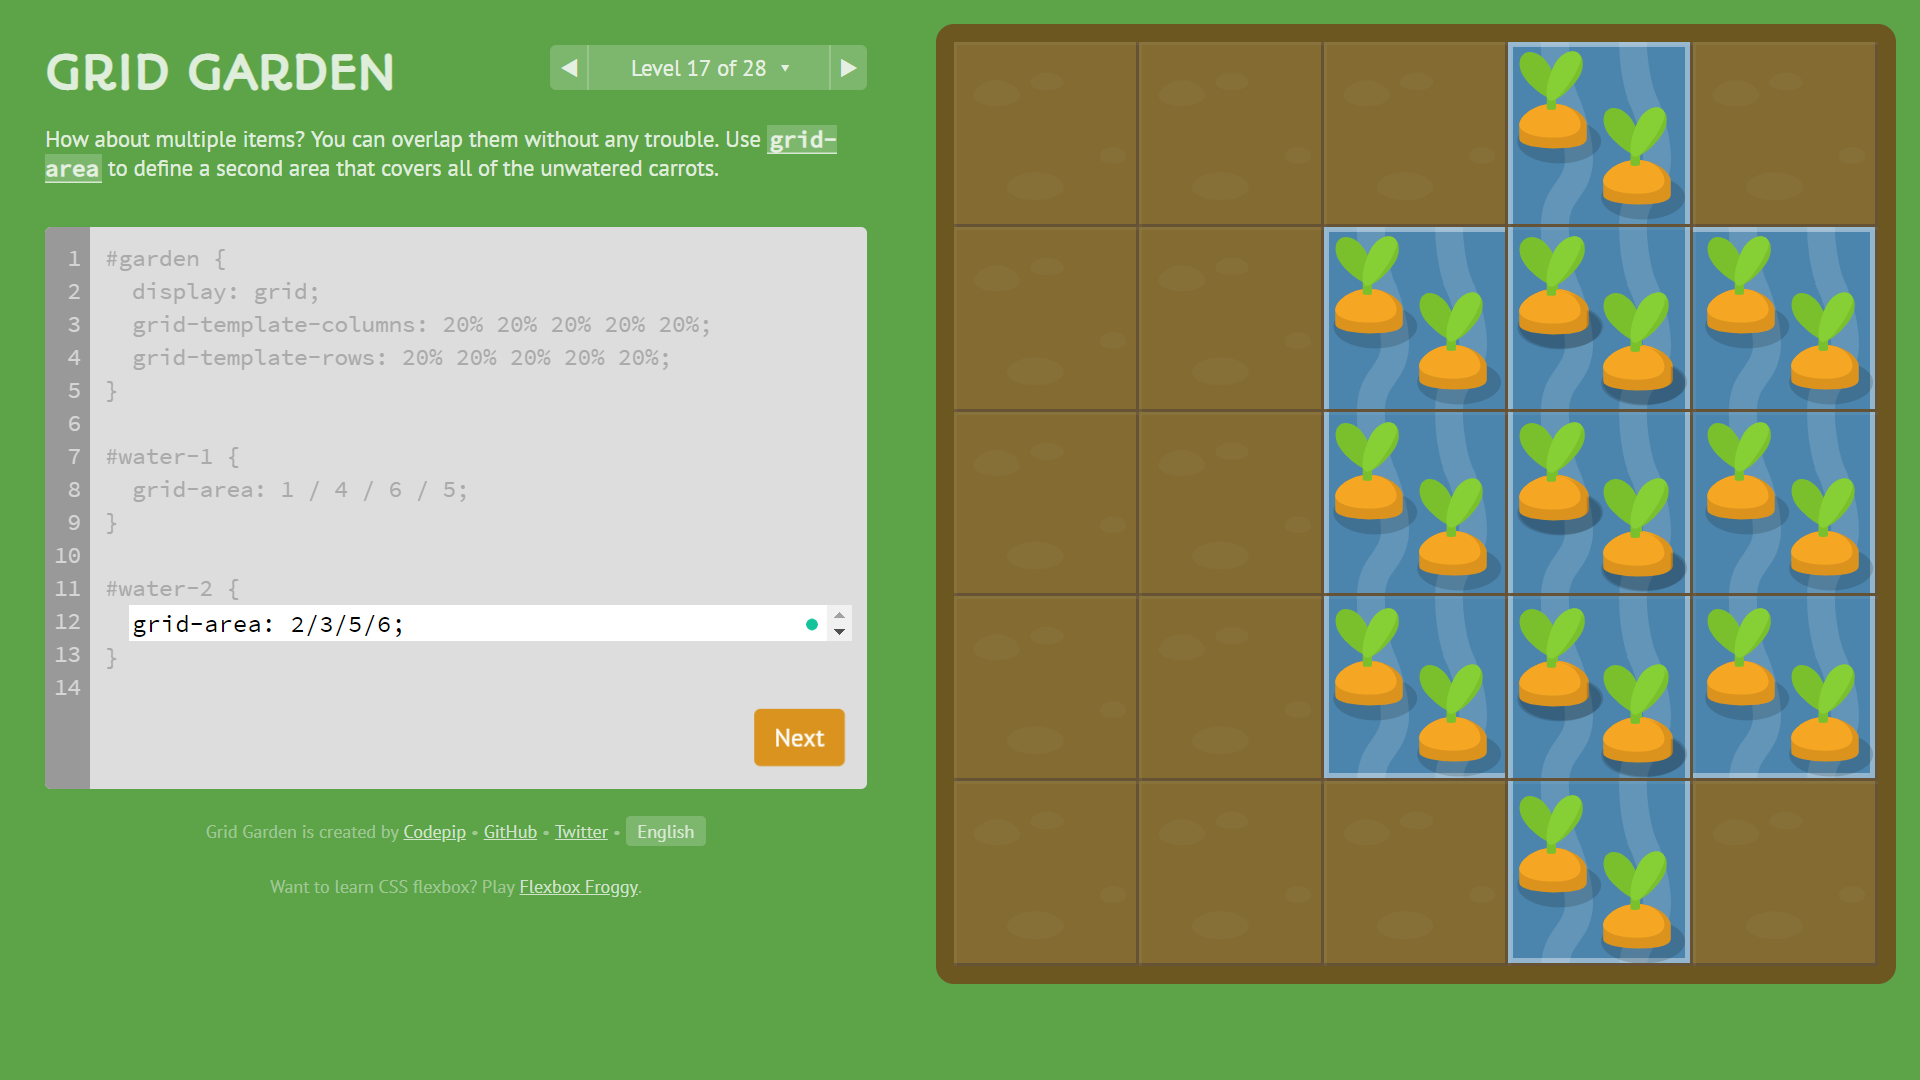 GRID GARDEN
◀ Level 17 of 28 ▼ ▶
How about multiple items? You can overlap them without any trouble. Use grid-
area to define a second area that covers all of the unwatered carrots.
1 #garden {
2 display: grid;
3 grid-template-columns: 20% 20% 20% 20% 20%;
4 grid-template-rows: 20% 20% 20% 20% 20%;
5 }
6
7 #water-1 {
8 grid-area: 1 / 4 / 6 / 5;
9 }
10
11 #water-2 {
12 grid-area: 2/3/5/6;
13 }
14
Next
Grid Garden is created by Codepip • GitHub • Twitter • English
Want to learn CSS flexbox? Play Flexbox Froggy.